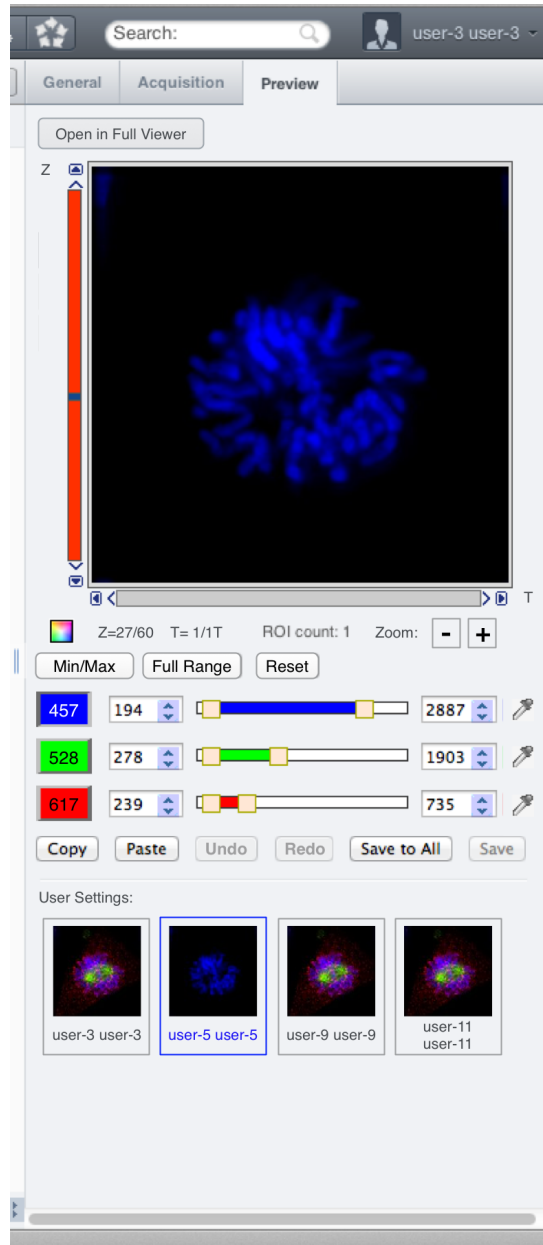 Search:
user-3 user-3
General Acquisition Preview
Open in Full Viewer
Z
T
Z=27/60 T= 1/1T ROI count: 1 Zoom: - +
Min/Max Full Range Reset
457 194 2887
528 278 1903
617 239 735
Copy Paste Undo Redo Save to All Save
User Settings:
user-3 user-3
user-5 user-5
user-9 user-9
user-11
user-11